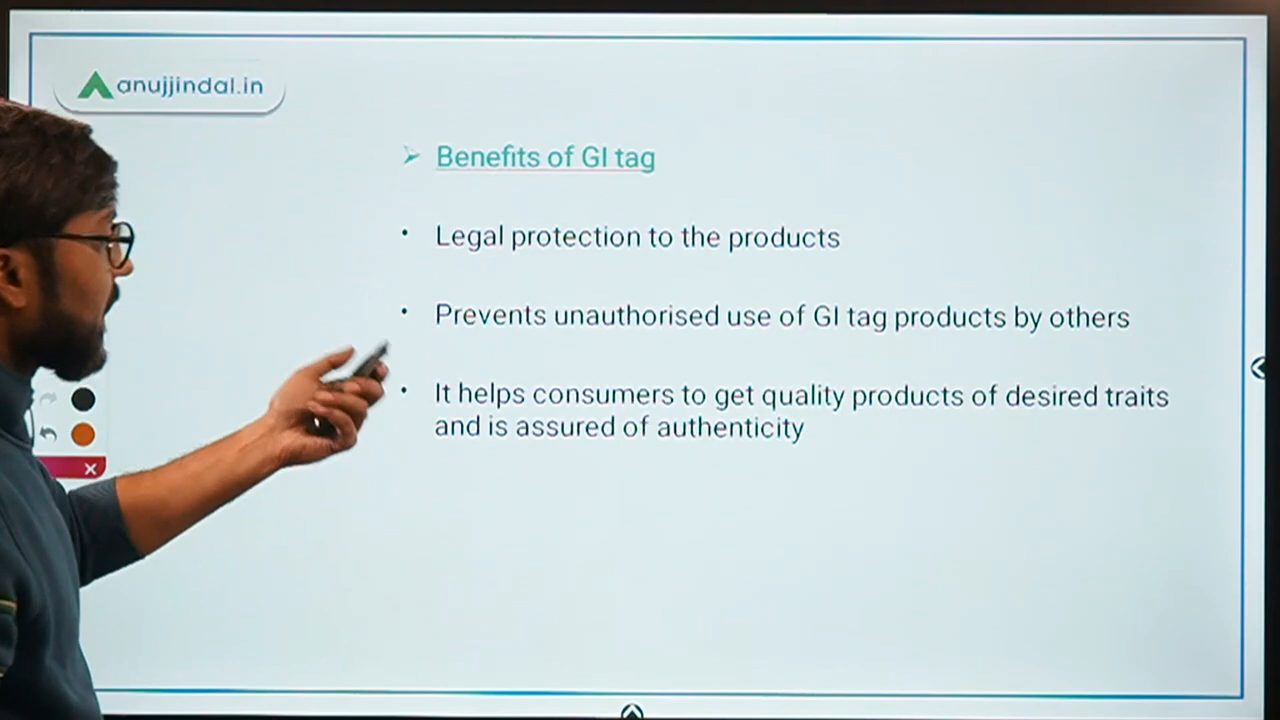 anujjindal.in
Benefits of GI tag
Legal protection to the products
Prevents unauthorised use of GI tag products by others
It helps consumers to get quality products of desired traits
and is assured of authenticity